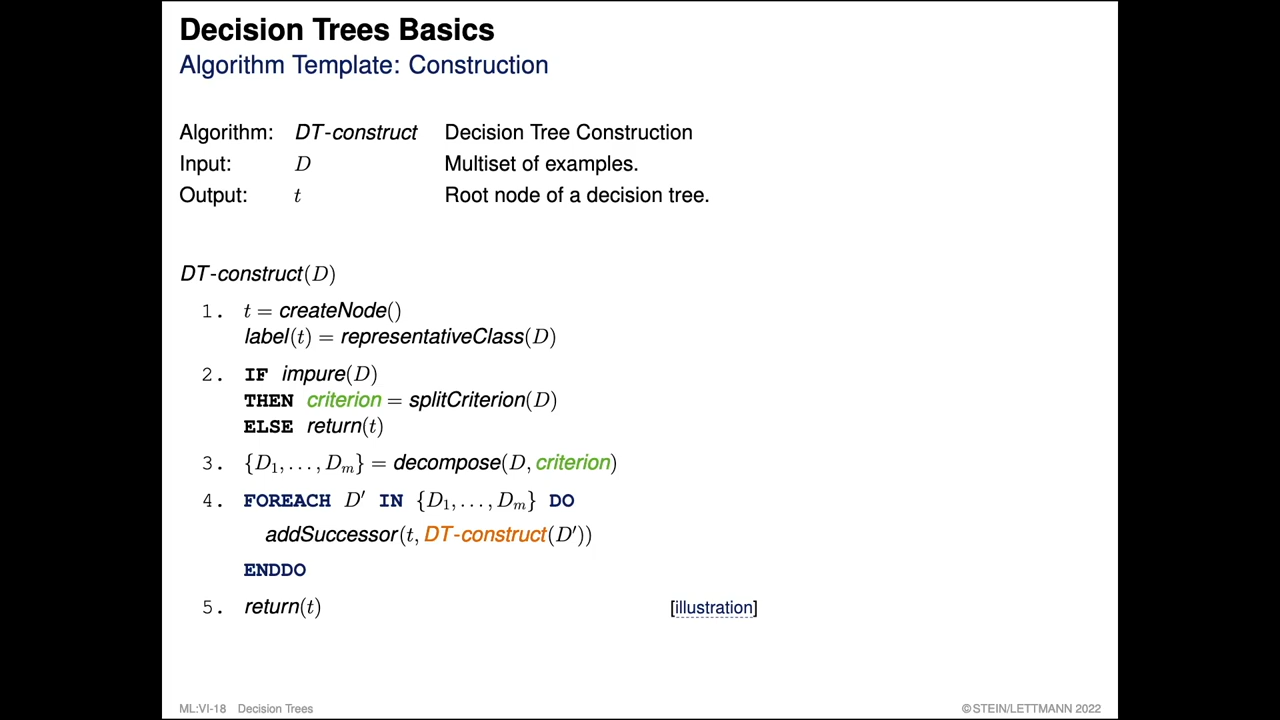 Decision Trees Basics
Algorithm Template: Construction
Algorithm: DT-construct Decision Tree Construction
Input: D Multiset of examples.
Output: t Root node of a decision tree.
DT-construct(D)
1. t = createNode()
label(t) = representativeClass(D)
2. IF impure(D)
THEN criterion = splitCriterion(D)
ELSE return(t)
3. {D₁, . . . , Dₘ} = decompose(D, criterion)
4. FOREACH D′ IN {D₁, . . . , Dₘ} DO
addSuccessor(t, DT-construct(D′))
ENDDO
5. return(t) [illustration]
ML:VI-18 Decision Trees ©STEIN/LETTMANN 2022